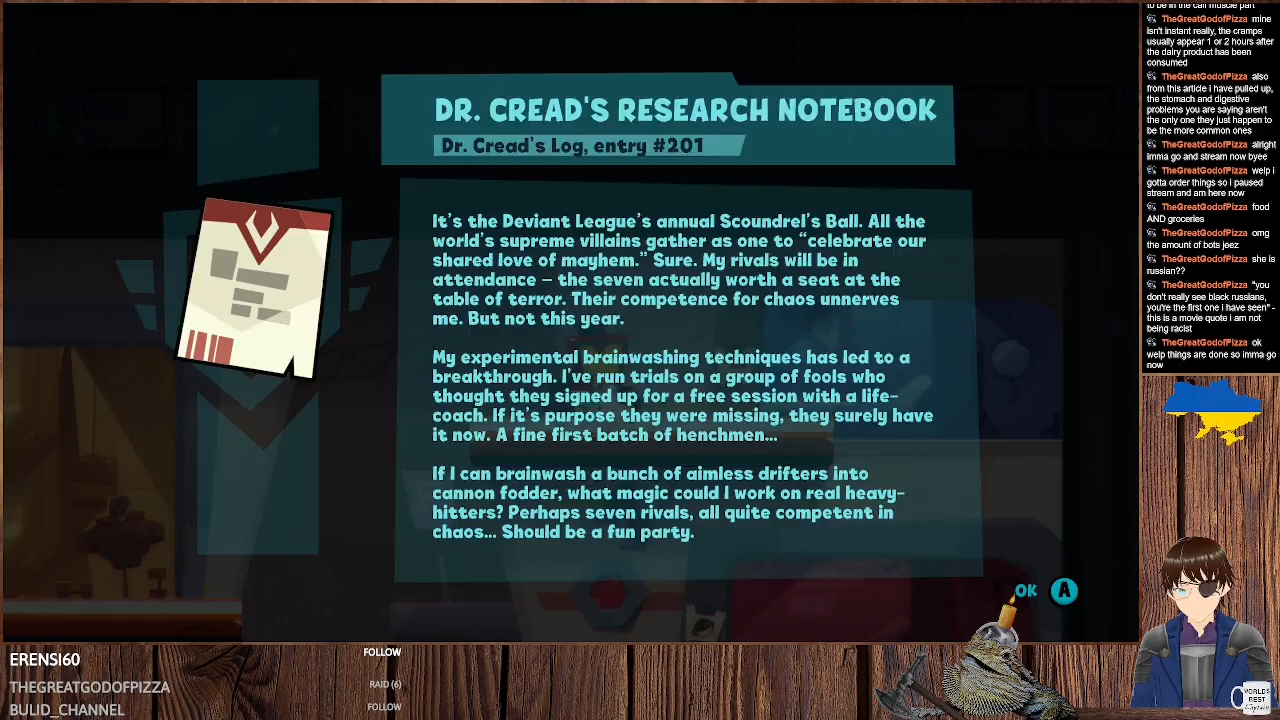 DR. CREAD'S RESEARCH NOTEBOOK
Dr. Cread's Log, entry #201
It's the Deviant League's annual Scoundrel's Ball. All the
world's supreme villains gather as one to “celebrate our
shared love of mayhem.” Sure. My rivals will be in
attendance – the seven actually worth a seat at the
table of terror. Their competence for chaos unnerves
me. But not this year.
My experimental brainwashing techniques has led to a
breakthrough. I've run trials on a group of fools who
thought they signed up for a free session with a life-
coach. If it's purpose they were missing, they surely have
it now. A fine first batch of henchmen...
If I can brainwash a bunch of aimless drifters into
cannon fodder, what magic could I work on real heavy-
hitters? Perhaps seven rivals, all quite competent in
chaos... Should be a fun party.
OK A
to be in the calf muscle part
TheGreatGodofPizza mine
isn't instant really, the cramps
usually appear 1 or 2 hours after
the dairy product has been
consumed
TheGreatGodofPizza also
from this article I have pulled up,
the stomach and digestive
problems you are saying aren't
the only one they just happen to
be the more common ones
TheGreatGodofPizza alright
imma go and stream now byee
TheGreatGodofPizza welp i
gotta order things so i paused
stream and am here now
TheGreatGodofPizza food
AND groceries
TheGreatGodofPizza omg
the amount of bots jeez
TheGreatGodofPizza she is
russian??
TheGreatGodofPizza "you
don't really see black russians,
you're the first one i have seen" -
this is a movie quote i am not
being racist
TheGreatGodofPizza ok
welp things are done so imma go
now
ERENSI60
FOLLOW
THEGREATGODOFPIZZA
RAID (6)
BULID_CHANNEL
FOLLOW
WORLD'S
BEST
Captain